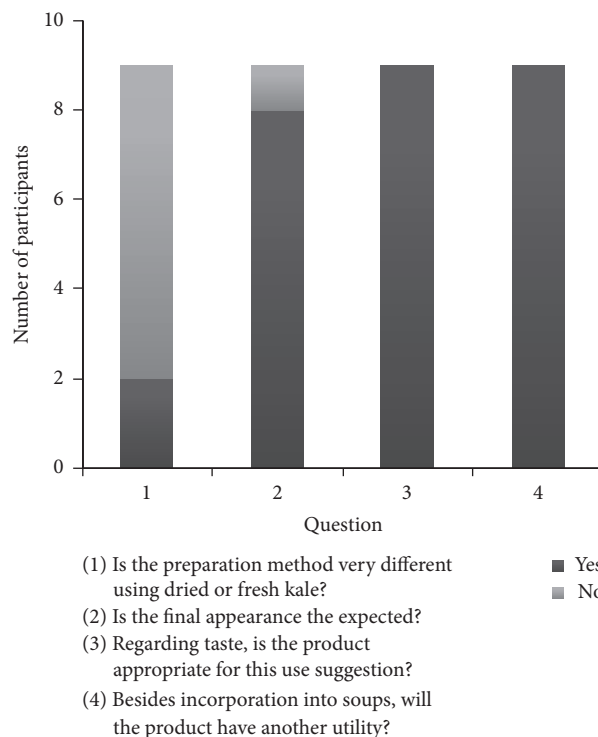 10
8
6
4
2
0
Number of participants
1 2 3 4
Question
(1) Is the preparation method very different
using dried or fresh kale?
(2) Is the final appearance the expected?
(3) Regarding taste, is the product
appropriate for this use suggestion?
(4) Besides incorporation into soups, will
the product have another utility?
Yes
No